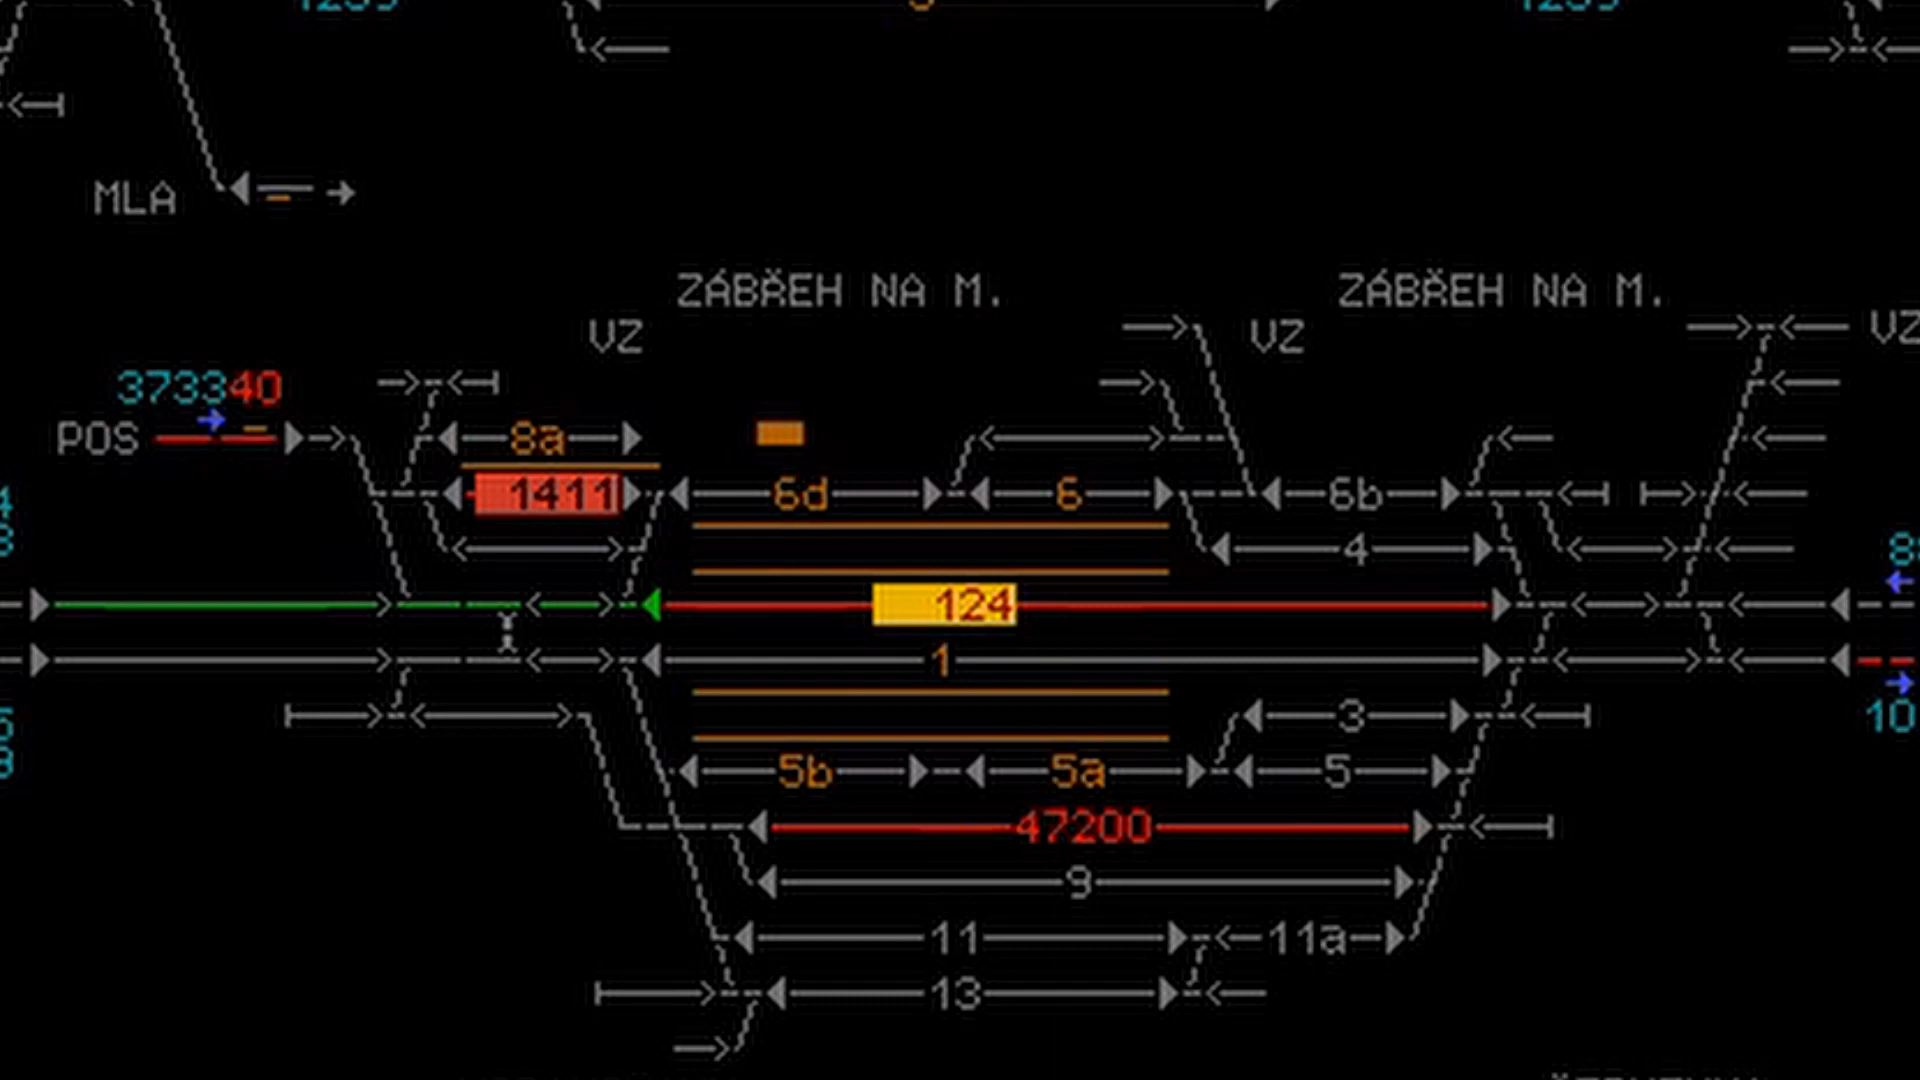 MLA
ZÁBŘEH NA M. ZÁBŘEH NA M.
VZ VZ VZ
373340
POS 8a
1411 6d 6 6b
4
124
1
3
10
5b 5a 5
47200
9
11 11a
13